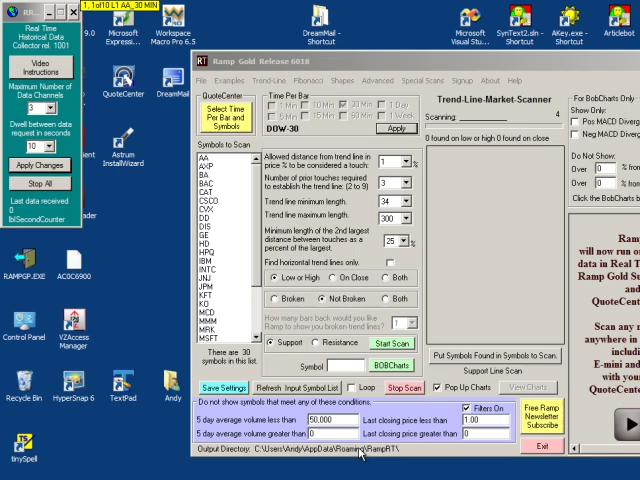 RR...
1, 1of10 L1 AA_30 MIN
Real Time
Historical Data
Collector rel. 1001
Video
Instructions
Maximum Number of
Data Channels
3
Dwell between data
request in seconds
10
Apply Changes
Stop All
Last data received
0
lblSecondCounter
9.0
Microsoft
Expressi...
Workspace
Macro Pro 6.5
DreamMail -
Shortcut
Microsoft
Visual Stu...
SynText2.sln -
Shortcut
AKey.exe -
Shortcut
Articlebot
QuoteCenter
DreamMail
Astrum
InstallWizard
RAMPGP.EXE
AC0C6900
Control Panel
VZAccess
Manager
Recycle Bin
HyperSnap 6
TextPad
Andy
tinySpell
RT Ramp Gold Release 6018
File Examples Trend-Line Fibonacci Shapes Advanced Special Scans Signup About Help
QuoteCenter
Select Time
Per Bar and
Symbols
Time Per Bar
1 Min 10 Min 30 Min 1 Day
5 Min 15 Min 60 Min 1 Week
DOW-30
Apply
Trend-Line-Market-Scanner
Scanning:
4
0 found on low or high 0 found on close
For BobCharts Only
Show Only:
Pos MACD Diverg
Neg MACD Diverg
Do Not Show:
Over 0 % from
Over 0 % from
Click the BobCharts b
Symbols to Scan
AA
AXP
BA
BAC
CAT
CSCO
CVX
DD
DIS
GE
HD
HPQ
IBM
INTC
JNJ
JPM
KFT
KO
MCD
MMM
MRK
MSFT
There are 30
symbols in this list.
Allowed distance from trend line in
price % to be considered a touch:
1 %
Number of prior touches required
to establish the trend line: (2 to 9)
3
Trend line minimum length.
34
Trend line maximum length.
300
Minimum length of the 2nd largest
distance between touches as a
percent of the largest.
25 %
Find horizontal trend lines only.
Low or High On Close Both
Broken Not Broken Both
How many bars back would you like
Ramp to show you broken trend lines?
1
Support Resistance
Start Scan
Symbol
BOBCharts
Put Symbols Found in Symbols to Scan.
Support Line Scan
Save Settings
Refresh Input Symbol List
Loop
Stop Scan
Pop Up Charts
View Charts
Do not show symbols that meet any of these conditions.
Filters On
5 day average volume less than 50,000
Last closing price less than 1.00
5 day average volume greater than 0
Last closing price greater than 0
Free Ramp
Newsletter
Subscribe
Exit
Output Directory: C:\Users\Andy\AppData\Roaming\RampRT\
Ram
will now run on
data in Real T
Ramp Gold Su
and
QuoteCenter
Scan any
anywhere in
includi
E-mini and
with your
QuoteCente